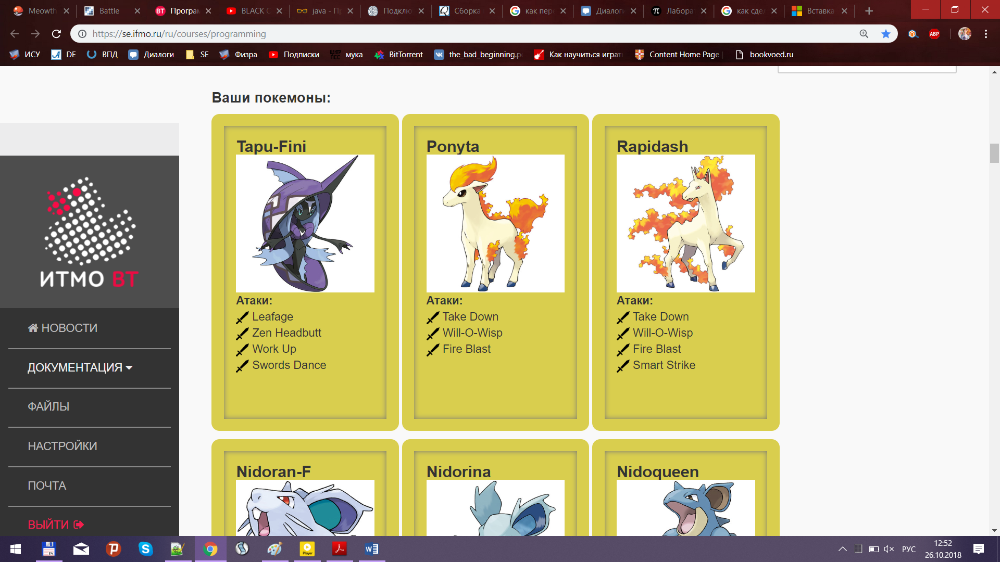 Meowth
Battle
Програм
BLACK C
java - П
Подклю
Сборка
как пер
Диалоги
Лабора
как сде
Вставка
https://se.ifmo.ru/ru/courses/programming
ABP
ИСУ
DE
ВПД
Диалоги
SE
Физра
Подписки
мука
BitTorrent
the_bad_beginning.p
Как научиться играт
Content Home Page |
bookvoed.ru
Ваши покемоны:
Tapu-Fini
Атаки:
Leafage
Zen Headbutt
Work Up
Swords Dance
Ponyta
Атаки:
Take Down
Will-O-Wisp
Fire Blast
Rapidash
Атаки:
Take Down
Will-O-Wisp
Fire Blast
Smart Strike
Nidoran-F
Nidorina
Nidoqueen
ИТМО ВТ
НОВОСТИ
ДОКУМЕНТАЦИЯ
ФАЙЛЫ
НАСТРОЙКИ
ПОЧТА
ВЫЙТИ
РУС
12:52
26.10.2018